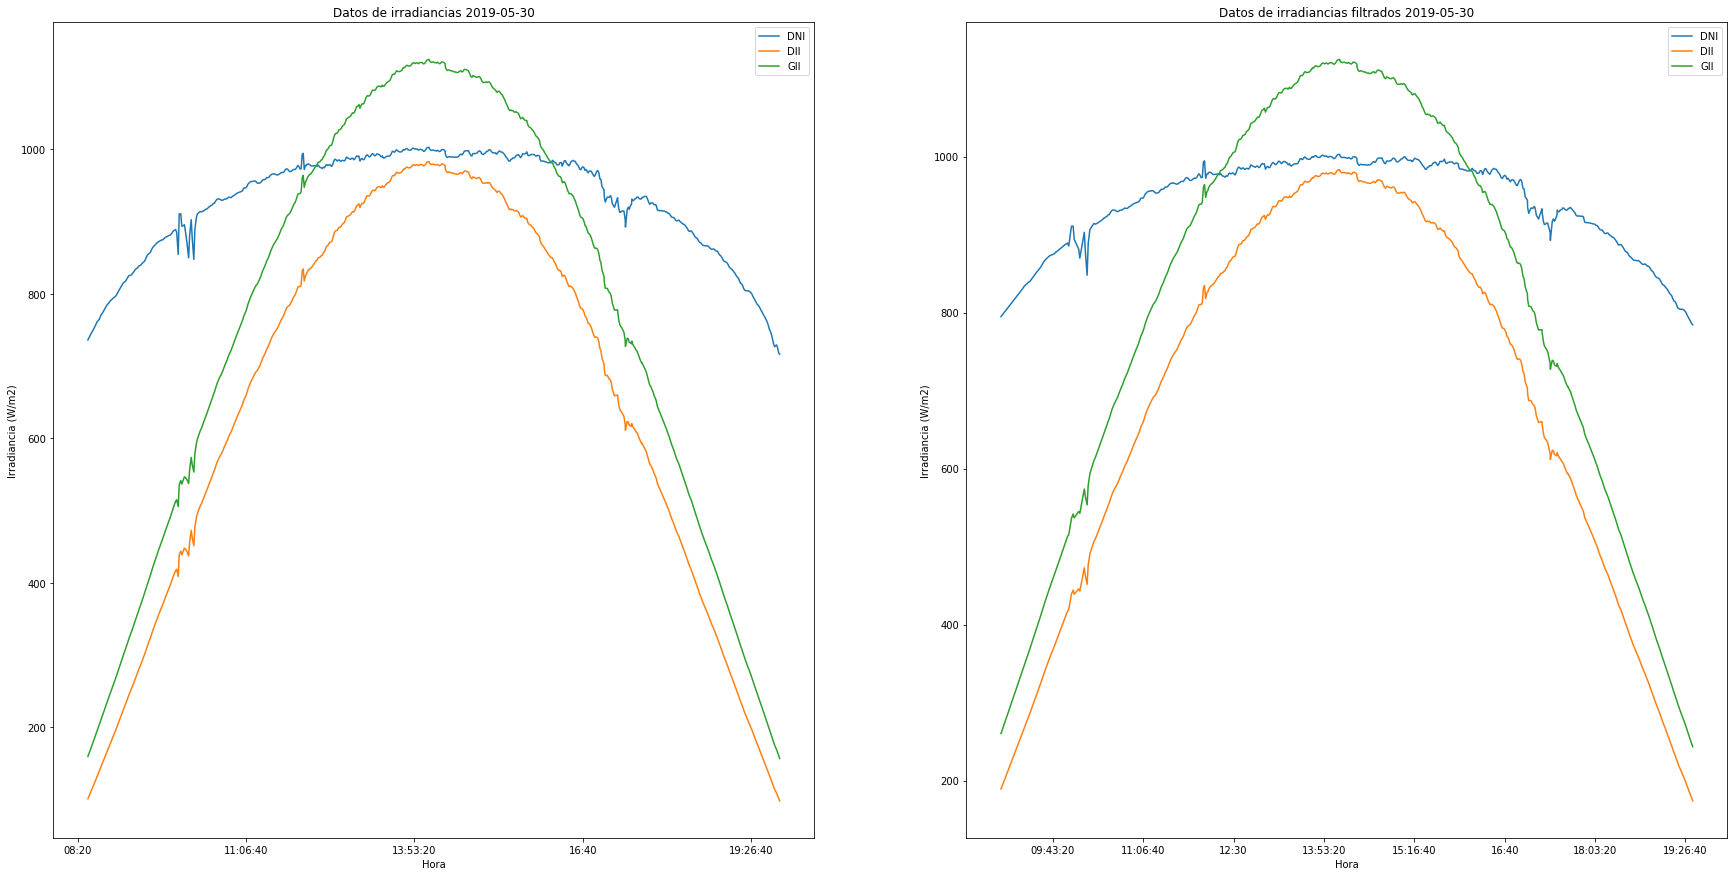 Datos de irradiancias 2019-05-30
DNI
DII
GII
1000
800
600
400
200
Irradiancia (W/m2)
08:20
11:06:40
13:53:20
16:40
19:26:40
Hora
Datos de irradiancias filtrados 2019-05-30
DNI
DII
GII
1000
800
600
400
200
Irradiancia (W/m2)
09:43:20
11:06:40
12:30
13:53:20
15:16:40
16:40
18:03:20
19:26:40
Hora